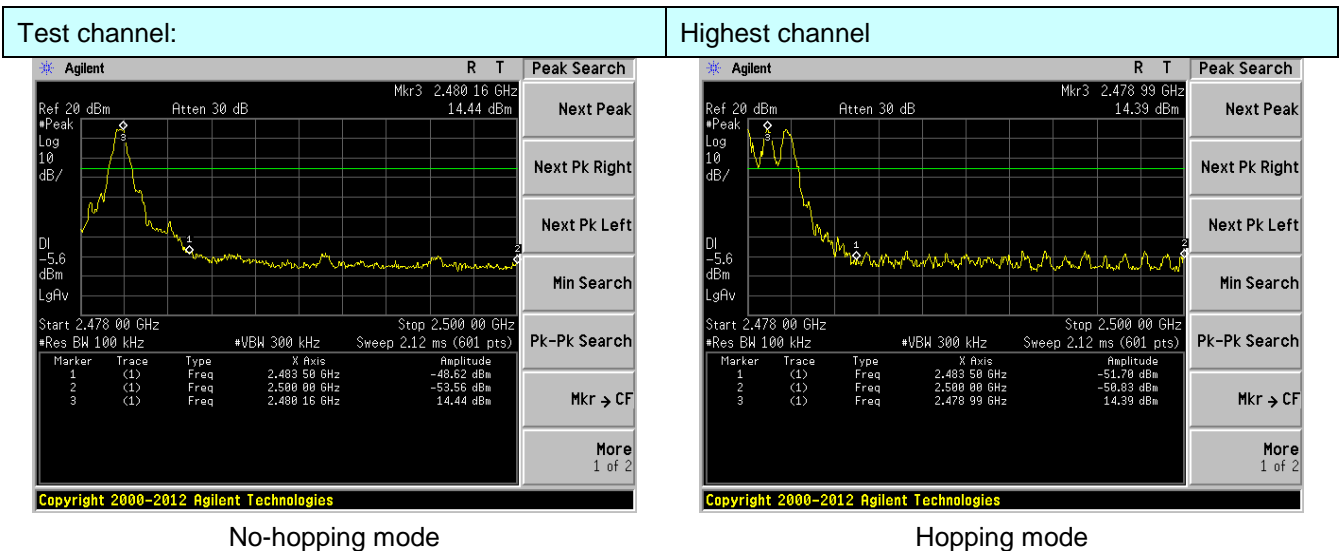 Test channel:
Highest channel
Agilent
R T
Peak Search
Mkr3 2.480 16 GHz
Ref 20 dBm Atten 30 dB 14.44 dBm
#Peak
Log
10
dB/
DI
-5.6
dBm
LgAv
3
1
2
Start 2.478 00 GHz Stop 2.500 00 GHz
#Res BW 100 kHz #VBW 300 kHz Sweep 2.12 ms (601 pts)
Marker Trace Type X Axis Amplitude
1 (1) Freq 2.483 50 GHz -48.62 dBm
2 (1) Freq 2.500 00 GHz -53.56 dBm
3 (1) Freq 2.480 16 GHz 14.44 dBm
Next Peak
Next Pk Right
Next Pk Left
Min Search
Pk-Pk Search
Mkr → CF
More
1 of 2
Copyright 2000-2012 Agilent Technologies
No-hopping mode
Agilent
R T
Peak Search
Mkr3 2.478 99 GHz
Ref 20 dBm Atten 30 dB 14.39 dBm
#Peak
Log
10
dB/
DI
-5.6
dBm
LgAv
3
1
2
Start 2.478 00 GHz Stop 2.500 00 GHz
#Res BW 100 kHz #VBW 300 kHz Sweep 2.12 ms (601 pts)
Marker Trace Type X Axis Amplitude
1 (1) Freq 2.483 50 GHz -51.70 dBm
2 (1) Freq 2.500 00 GHz -50.83 dBm
3 (1) Freq 2.478 99 GHz 14.39 dBm
Next Peak
Next Pk Right
Next Pk Left
Min Search
Pk-Pk Search
Mkr → CF
More
1 of 2
Copyright 2000-2012 Agilent Technologies
Hopping mode